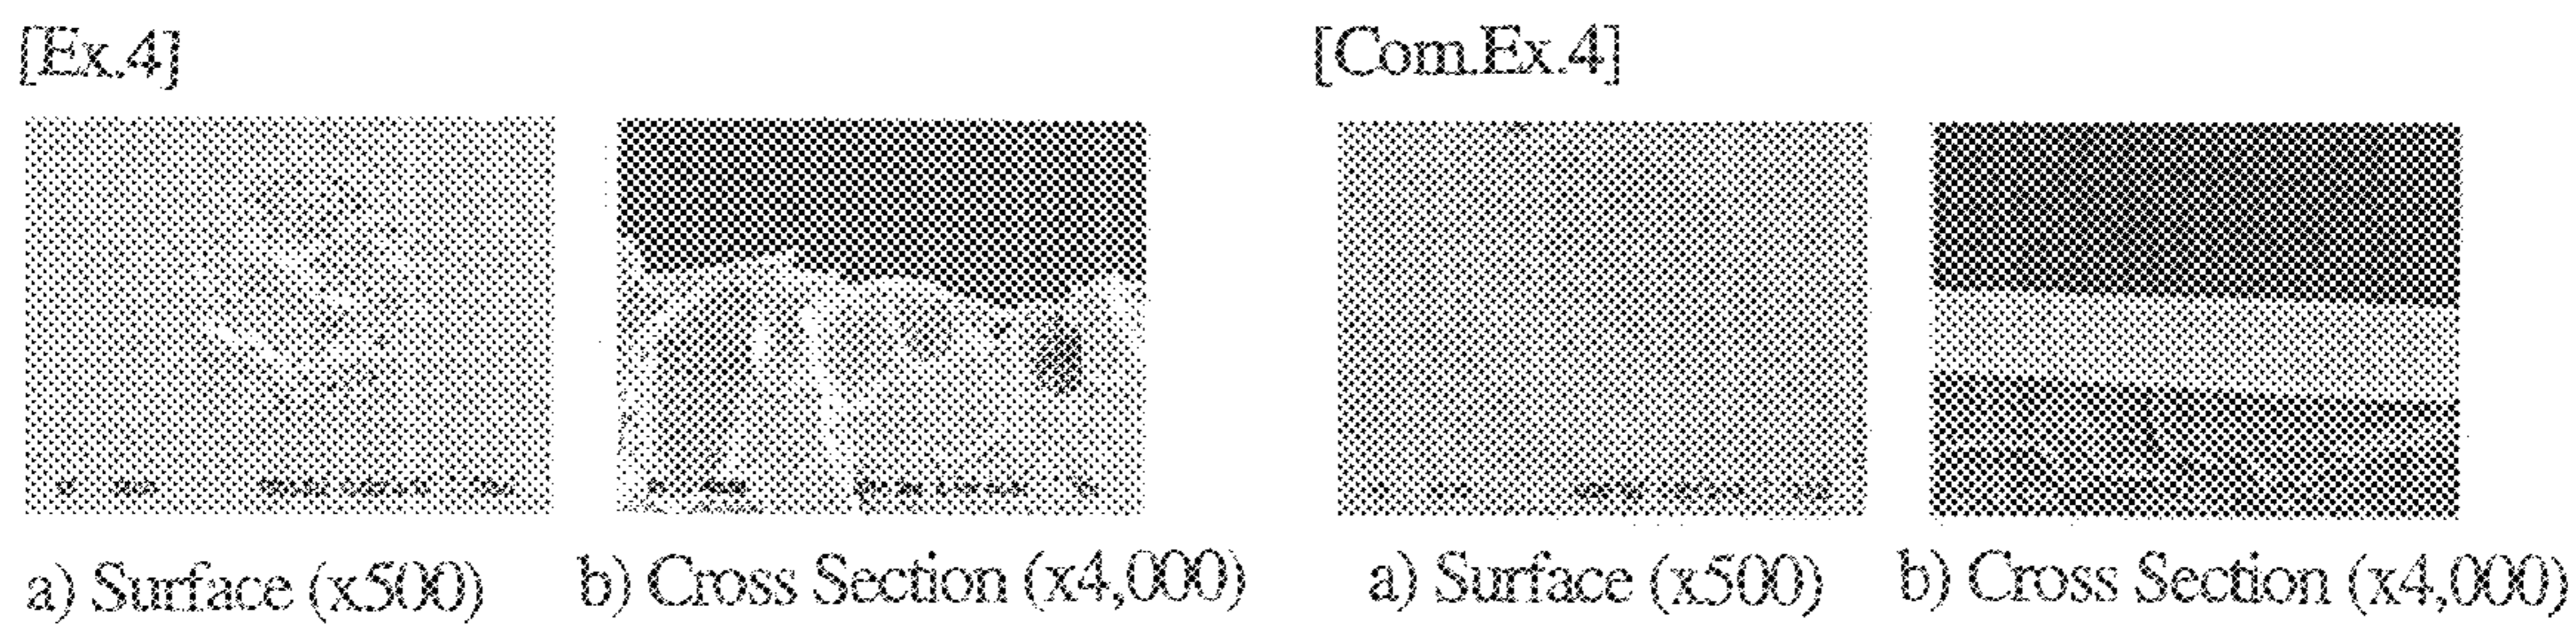 [Ex.4]
[Com.Ex.4]
a) Surface (x500)
b) Cross Section (x4,000)
a) Surface (x500)
b) Cross Section (x4,000)